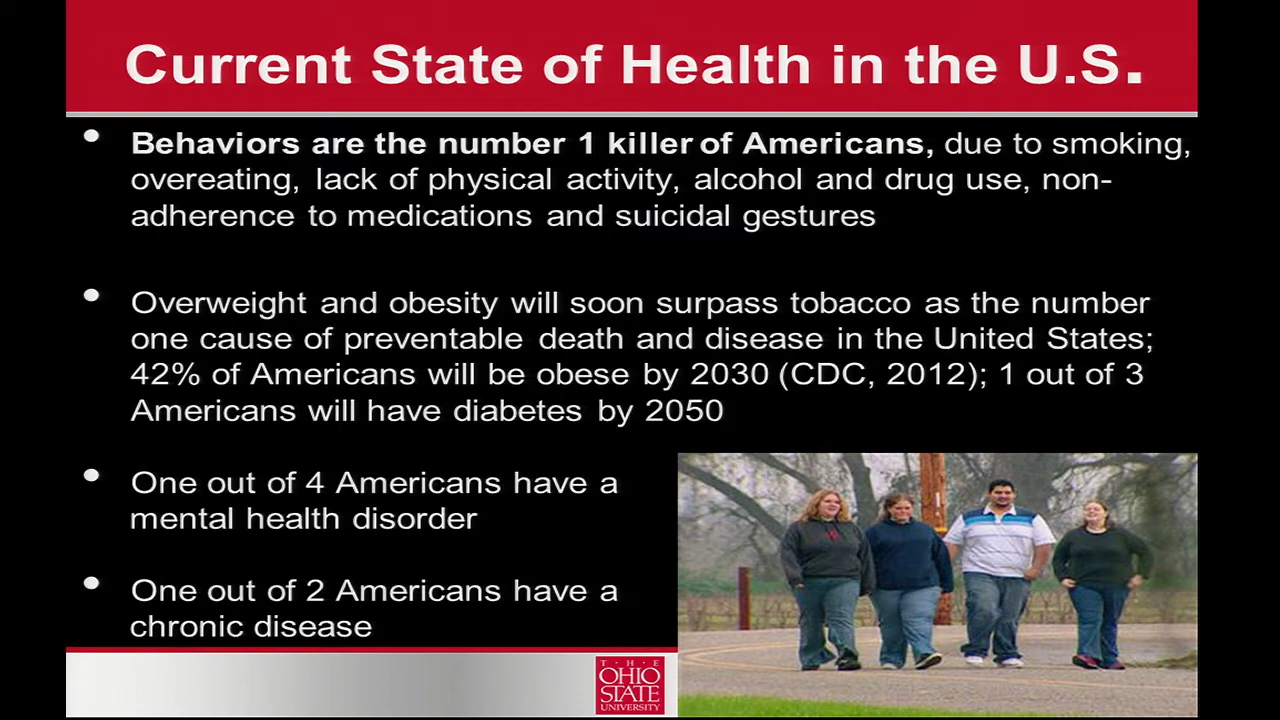 Current State of Health in the U.S.
• Behaviors are the number 1 killer of Americans, due to smoking,
overeating, lack of physical activity, alcohol and drug use, non-
adherence to medications and suicidal gestures
• Overweight and obesity will soon surpass tobacco as the number
one cause of preventable death and disease in the United States;
42% of Americans will be obese by 2030 (CDC, 2012); 1 out of 3
Americans will have diabetes by 2050
• One out of 4 Americans have a
mental health disorder
• One out of 2 Americans have a
chronic disease
T·H·E
OHIO
STATE
UNIVERSITY